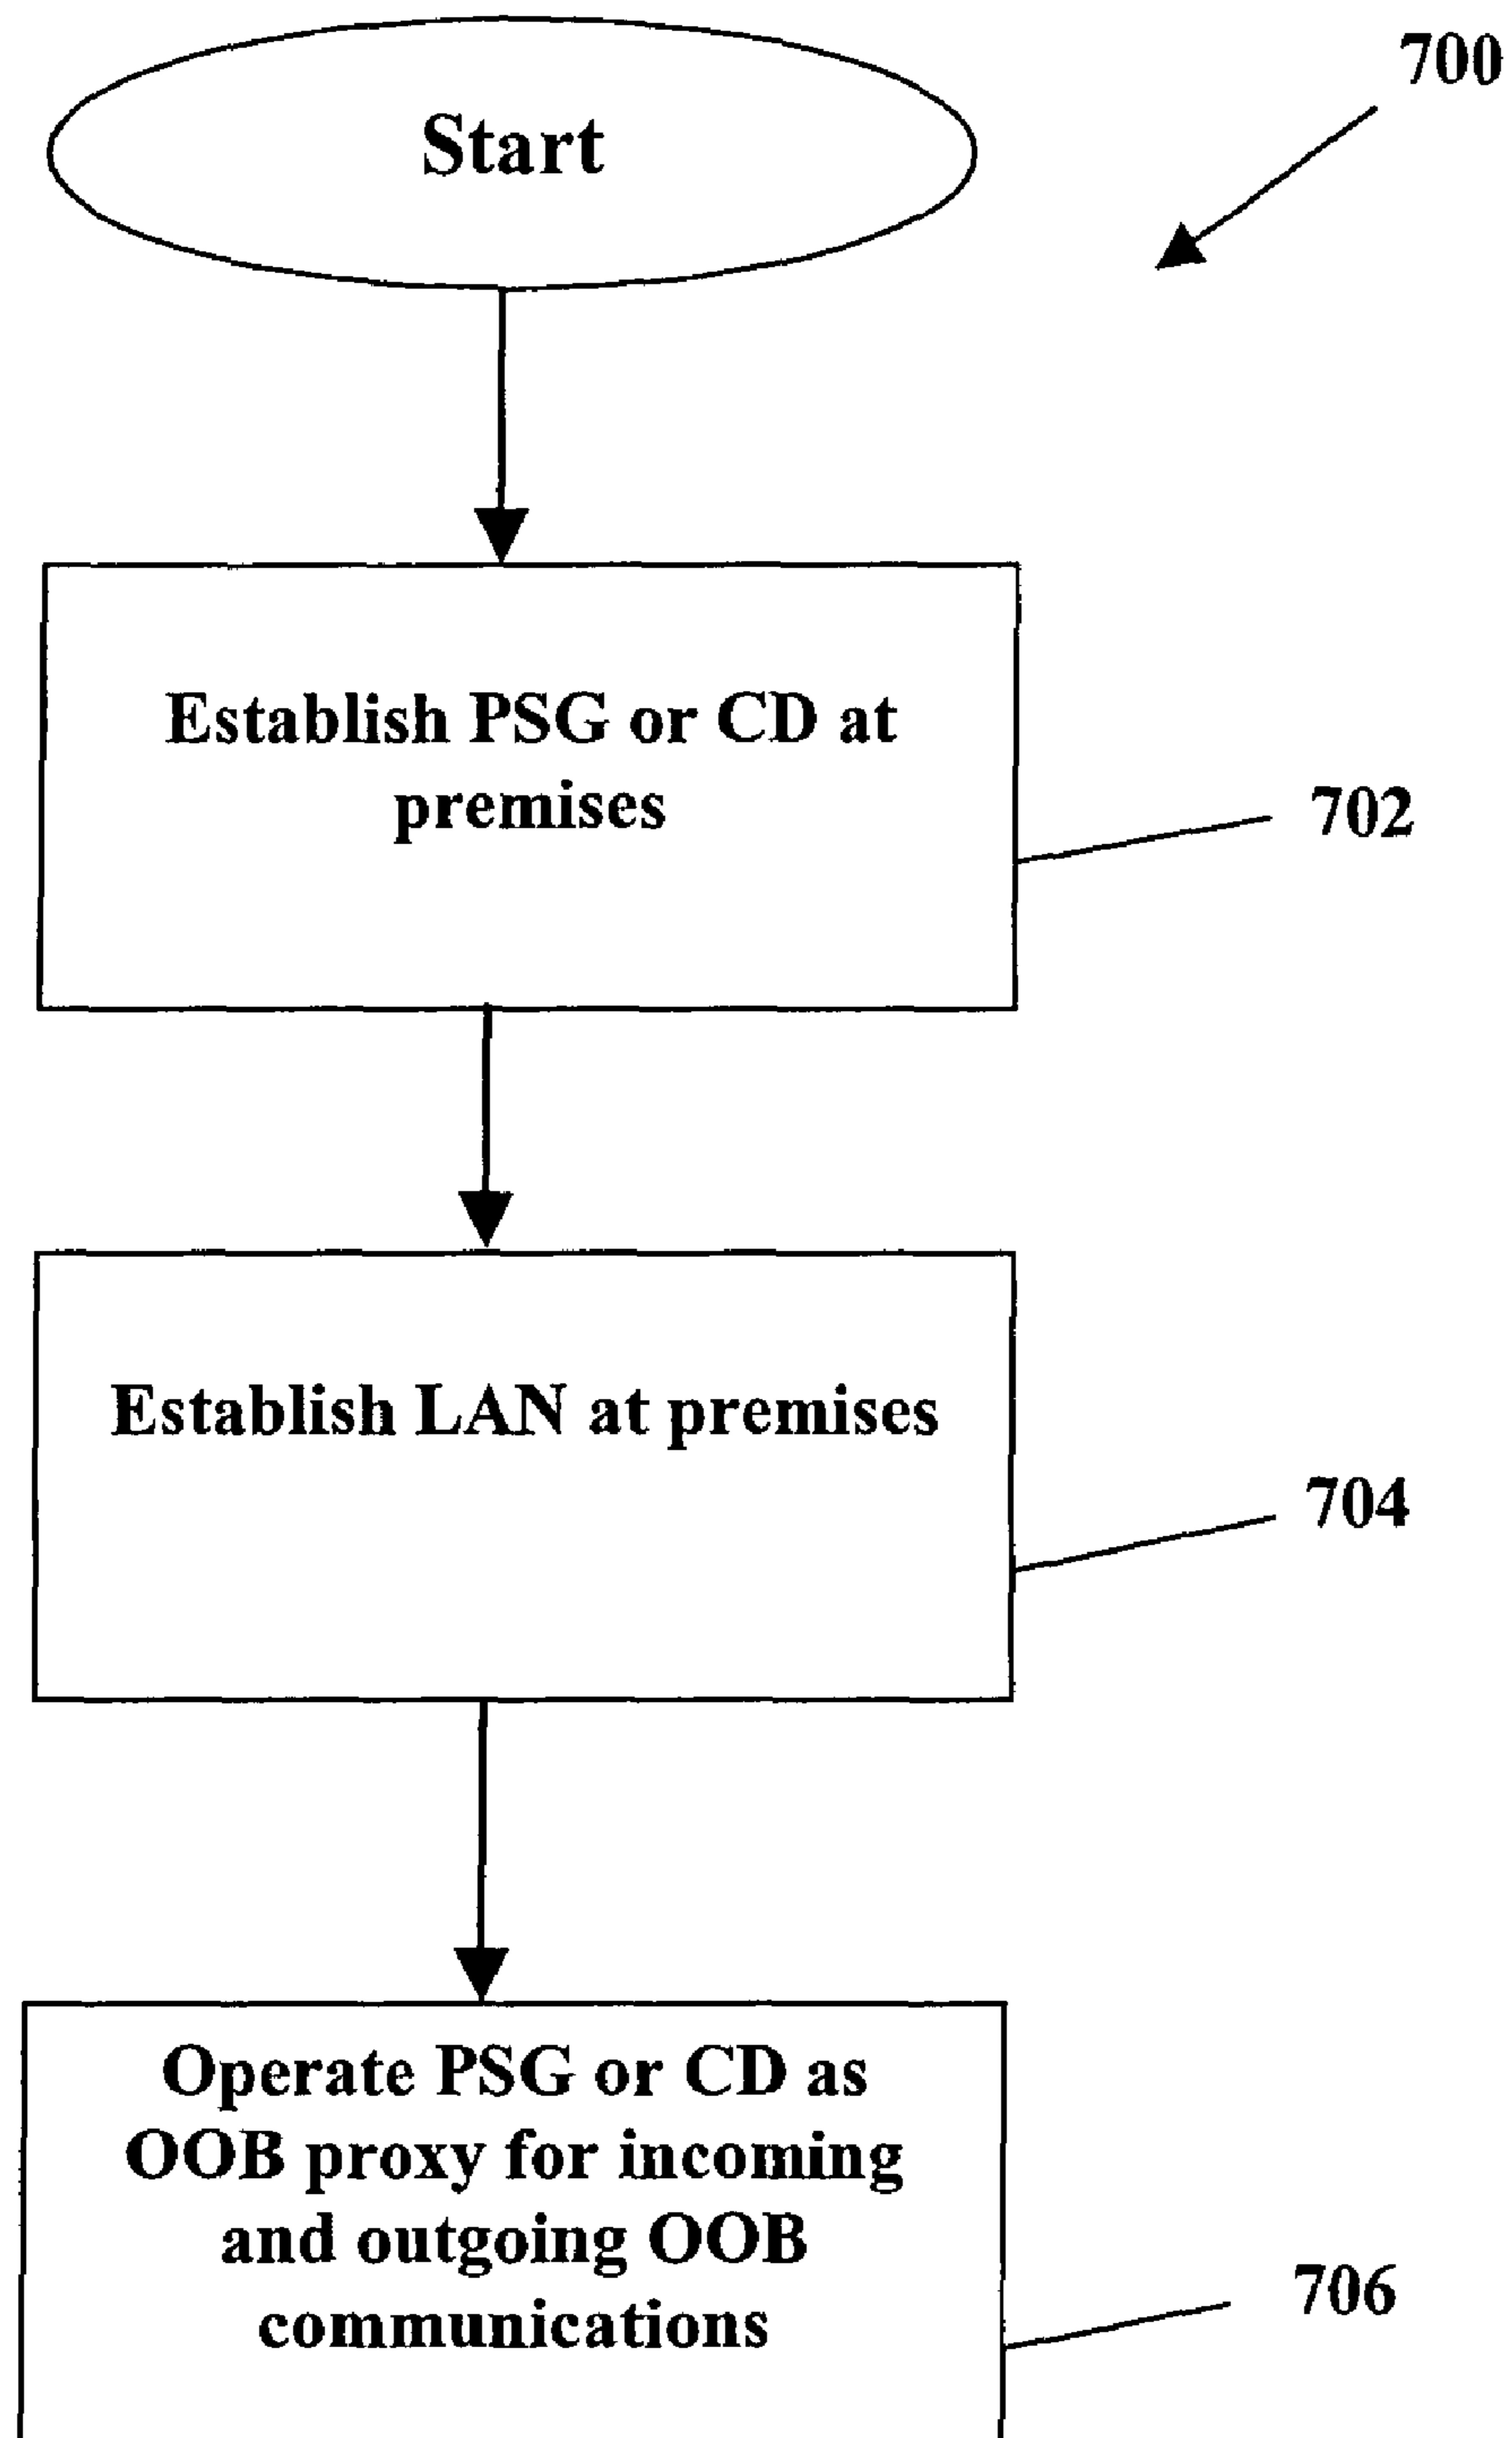 700
Start
Establish PSG or CD at
premises
702
Establish LAN at premises
704
Operate PSG or CD as
OOB proxy for incoming
and outgoing OOB
communications
706